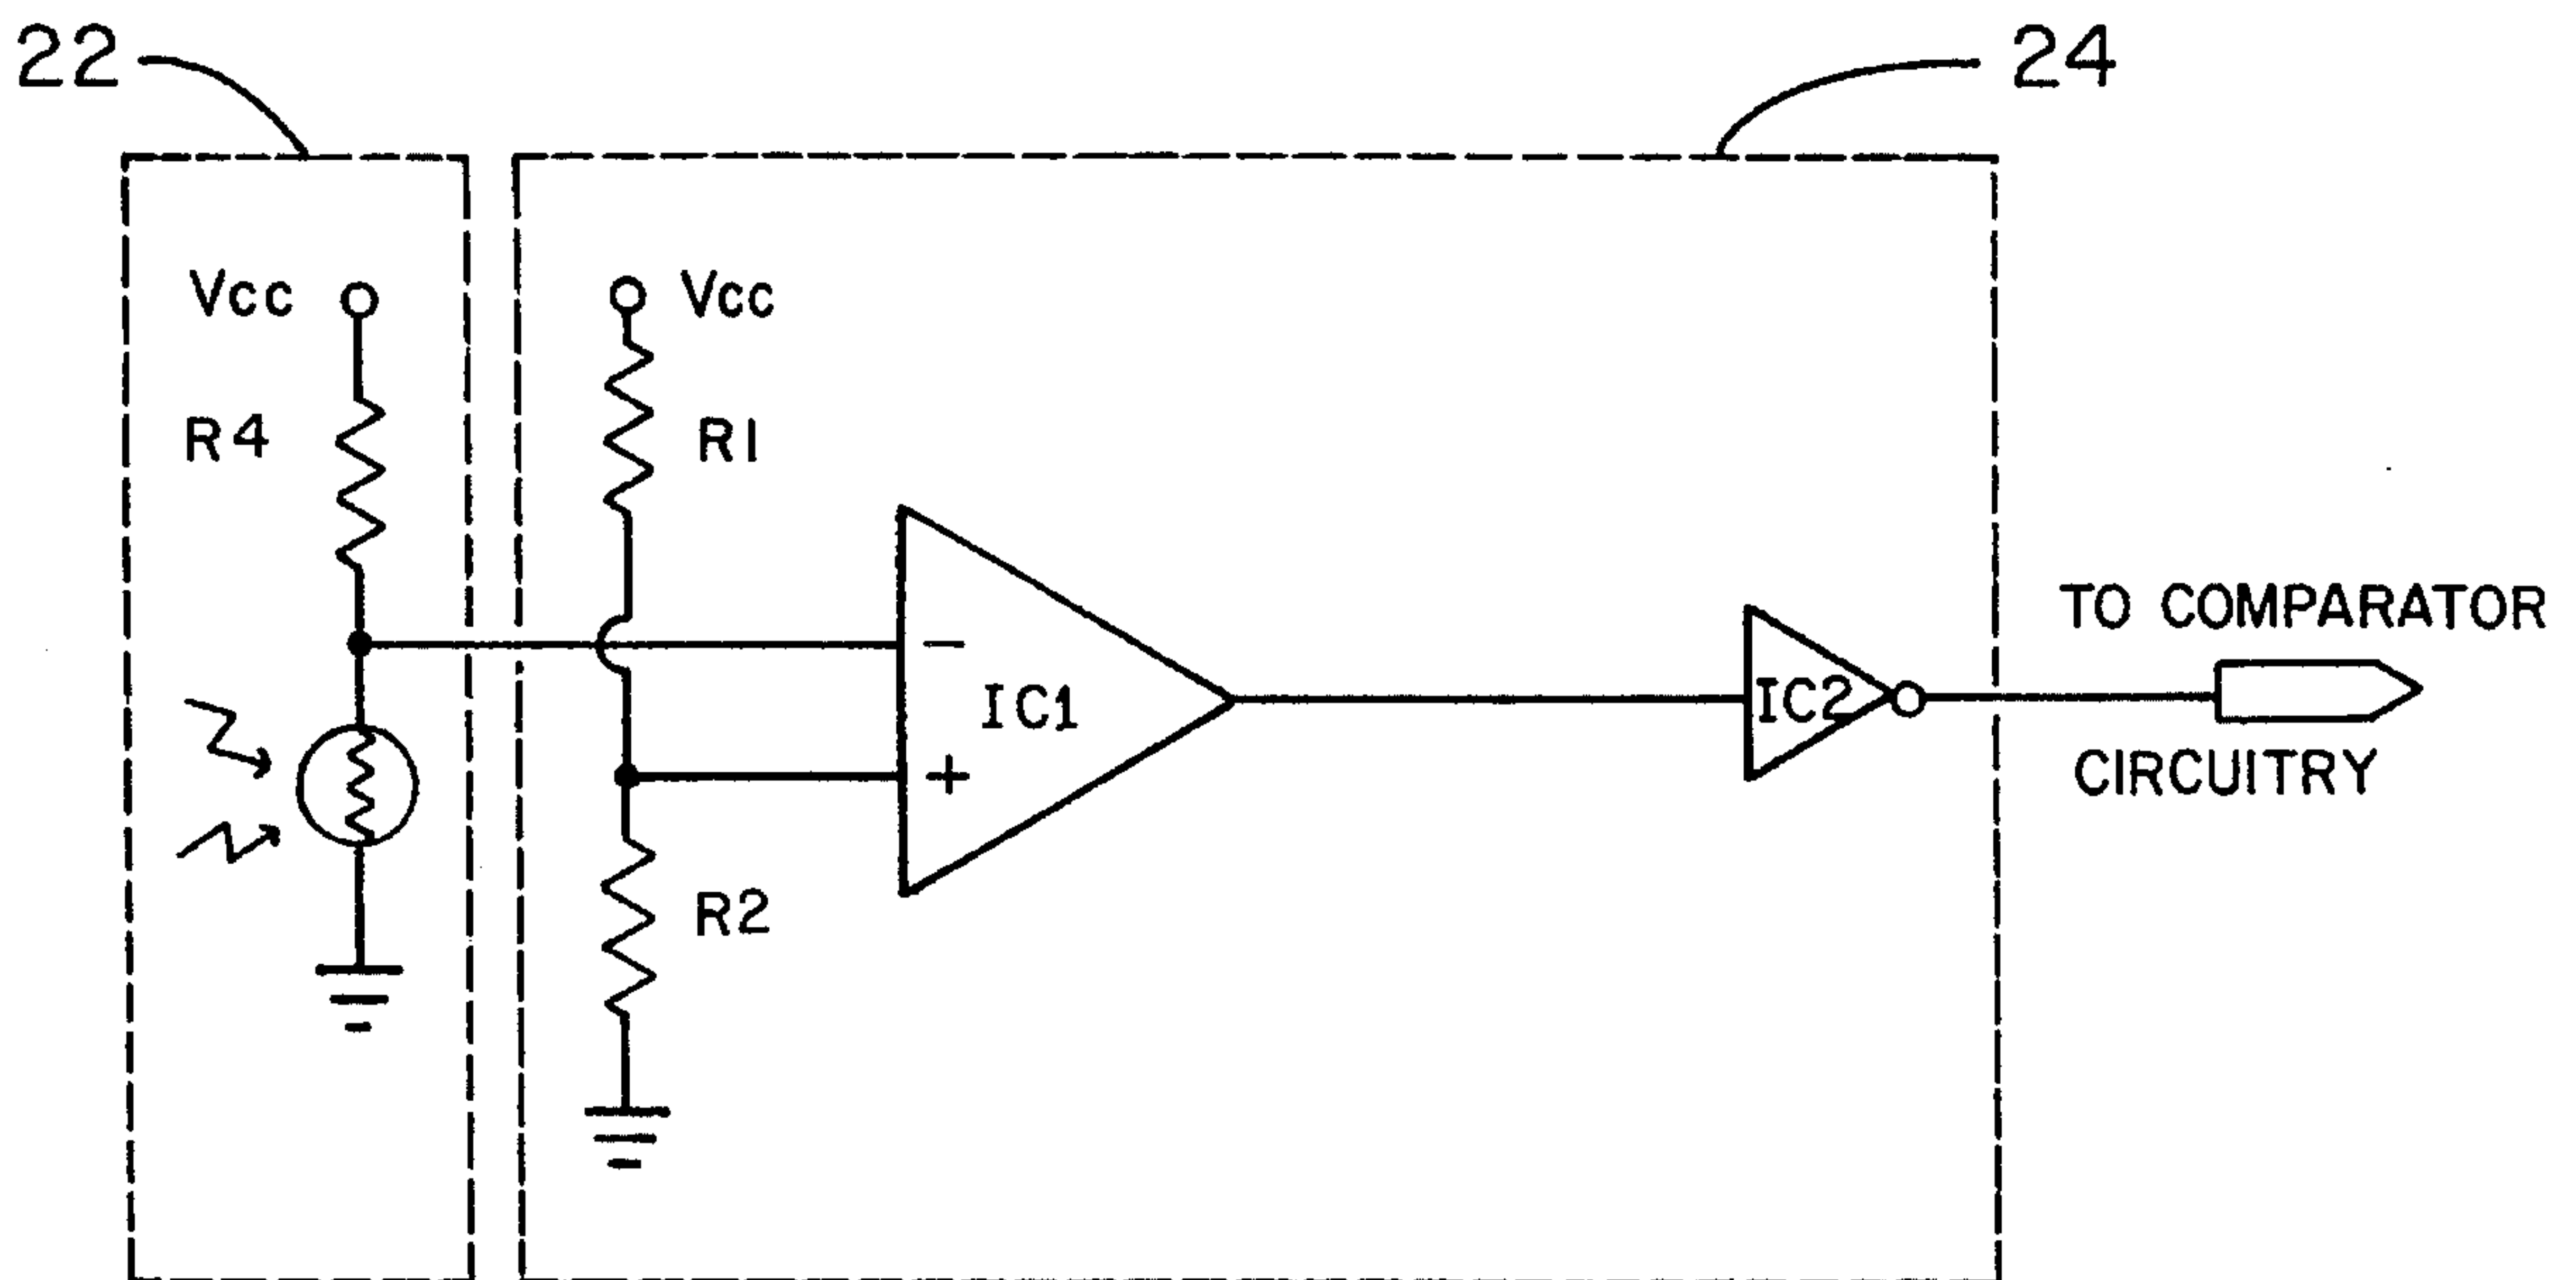 22
24
Vcc
Vcc
R4
R1
−
IC1
+
IC2
R2
TO COMPARATOR
CIRCUITRY